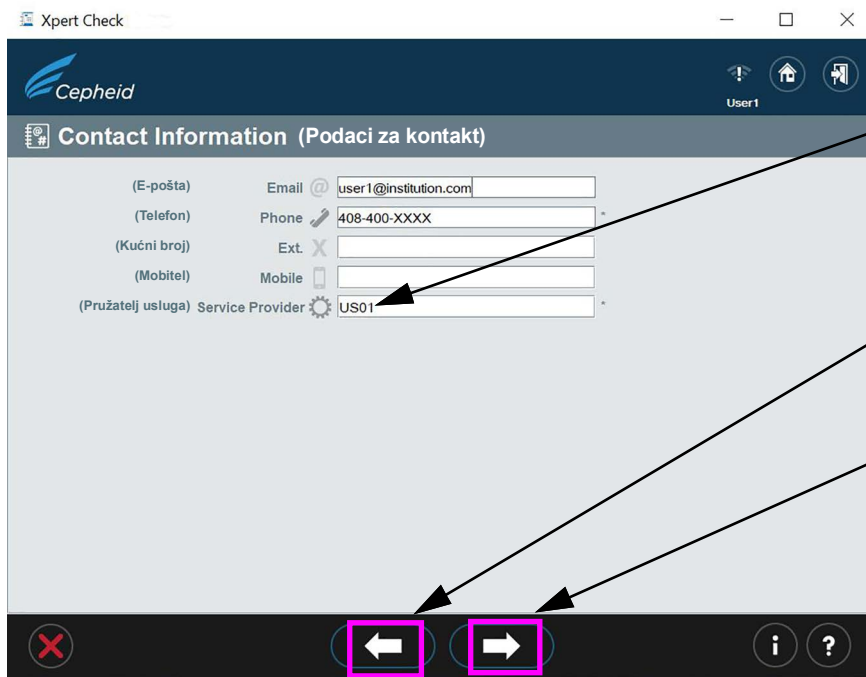 Xpert Check
Cepheid
User1
Contact Information (Podaci za kontakt)
(E-pošta) Email @ user1@institution.com
(Telefon) Phone 408-400-XXXX *
(Kućni broj) Ext. X
(Mobitel) Mobile
(Pružatelj usluga) Service Provider US01 *
i ?